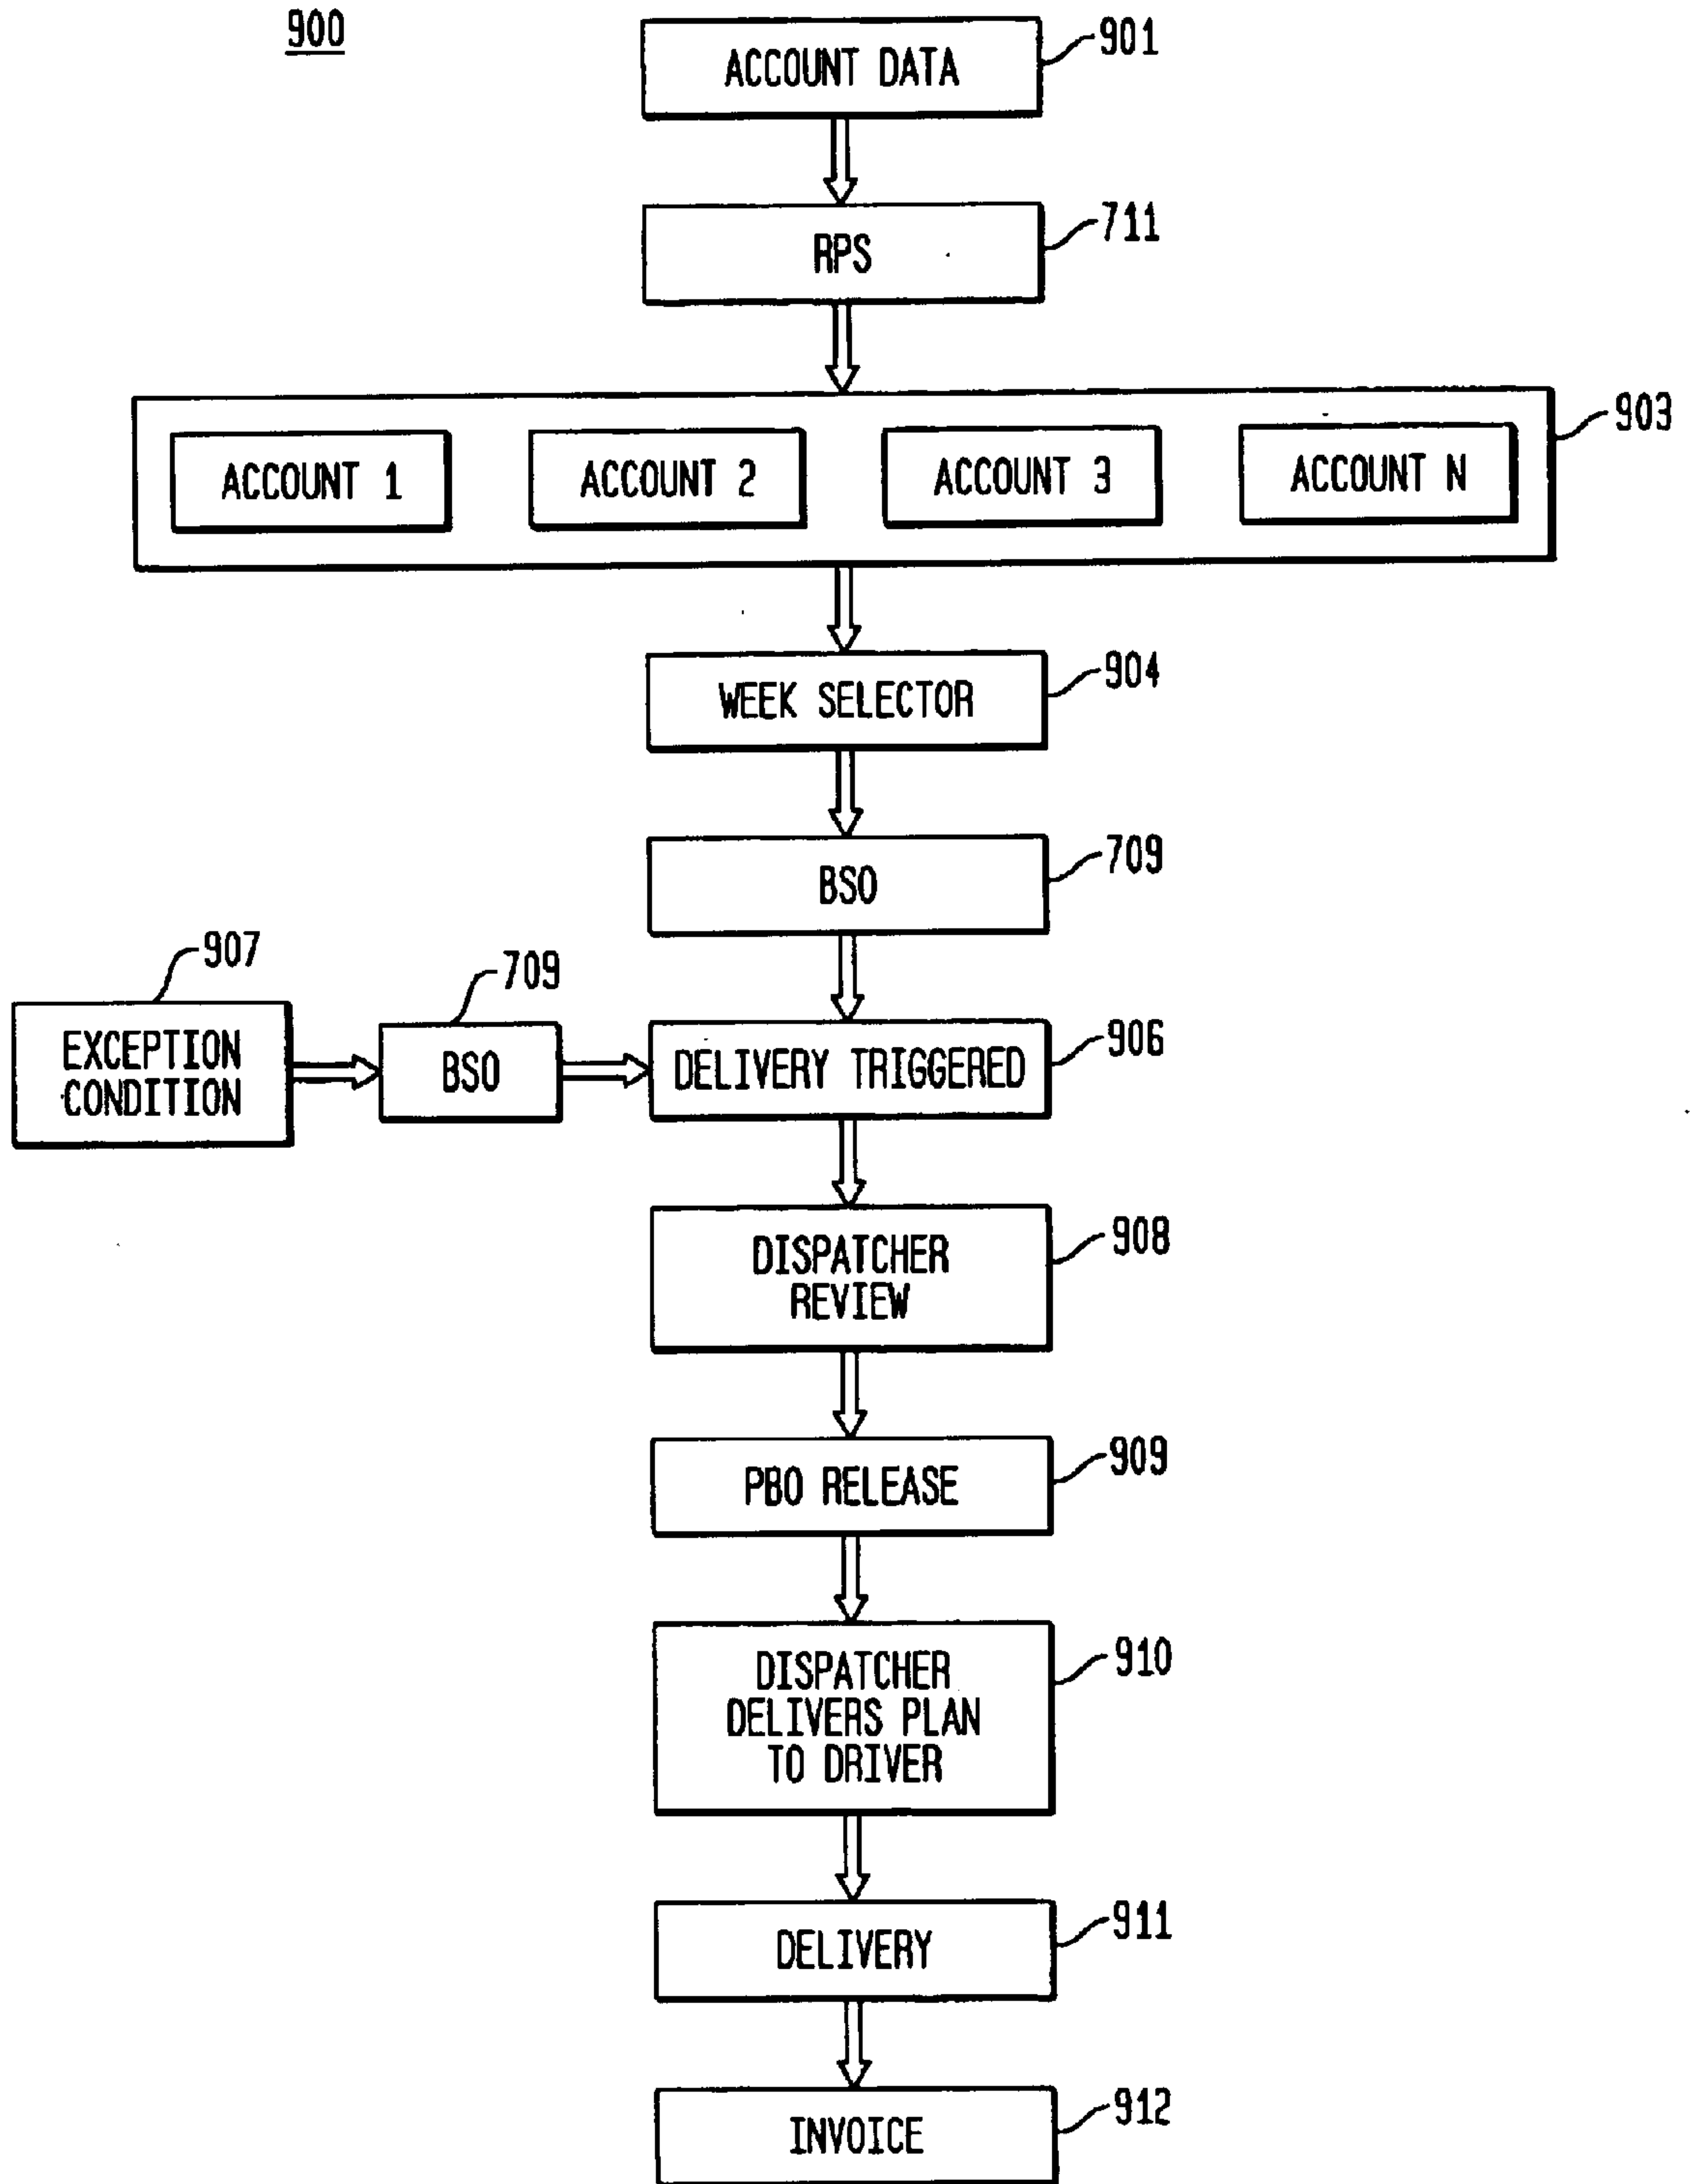 900
ACCOUNT DATA
901
RPS
711
903
ACCOUNT 1
ACCOUNT 2
ACCOUNT 3
ACCOUNT N
WEEK SELECTOR
904
BSO
709
907
EXCEPTION
CONDITION
709
BSO
DELIVERY TRIGGERED
906
DISPATCHER
REVIEW
908
PBO RELEASE
909
DISPATCHER
DELIVERS PLAN
TO DRIVER
910
DELIVERY
911
INVOICE
912